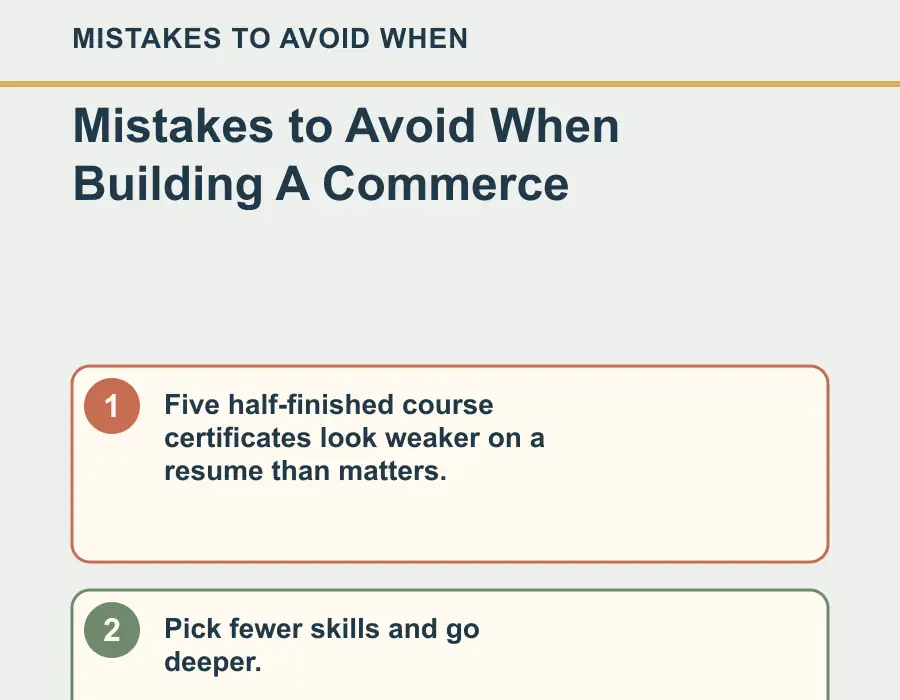 MISTAKES TO AVOID WHEN
Mistakes to Avoid When
Building A Commerce
1
Five half-finished course
certificates look weaker on a
resume than matters.
2
Pick fewer skills and go
deeper.